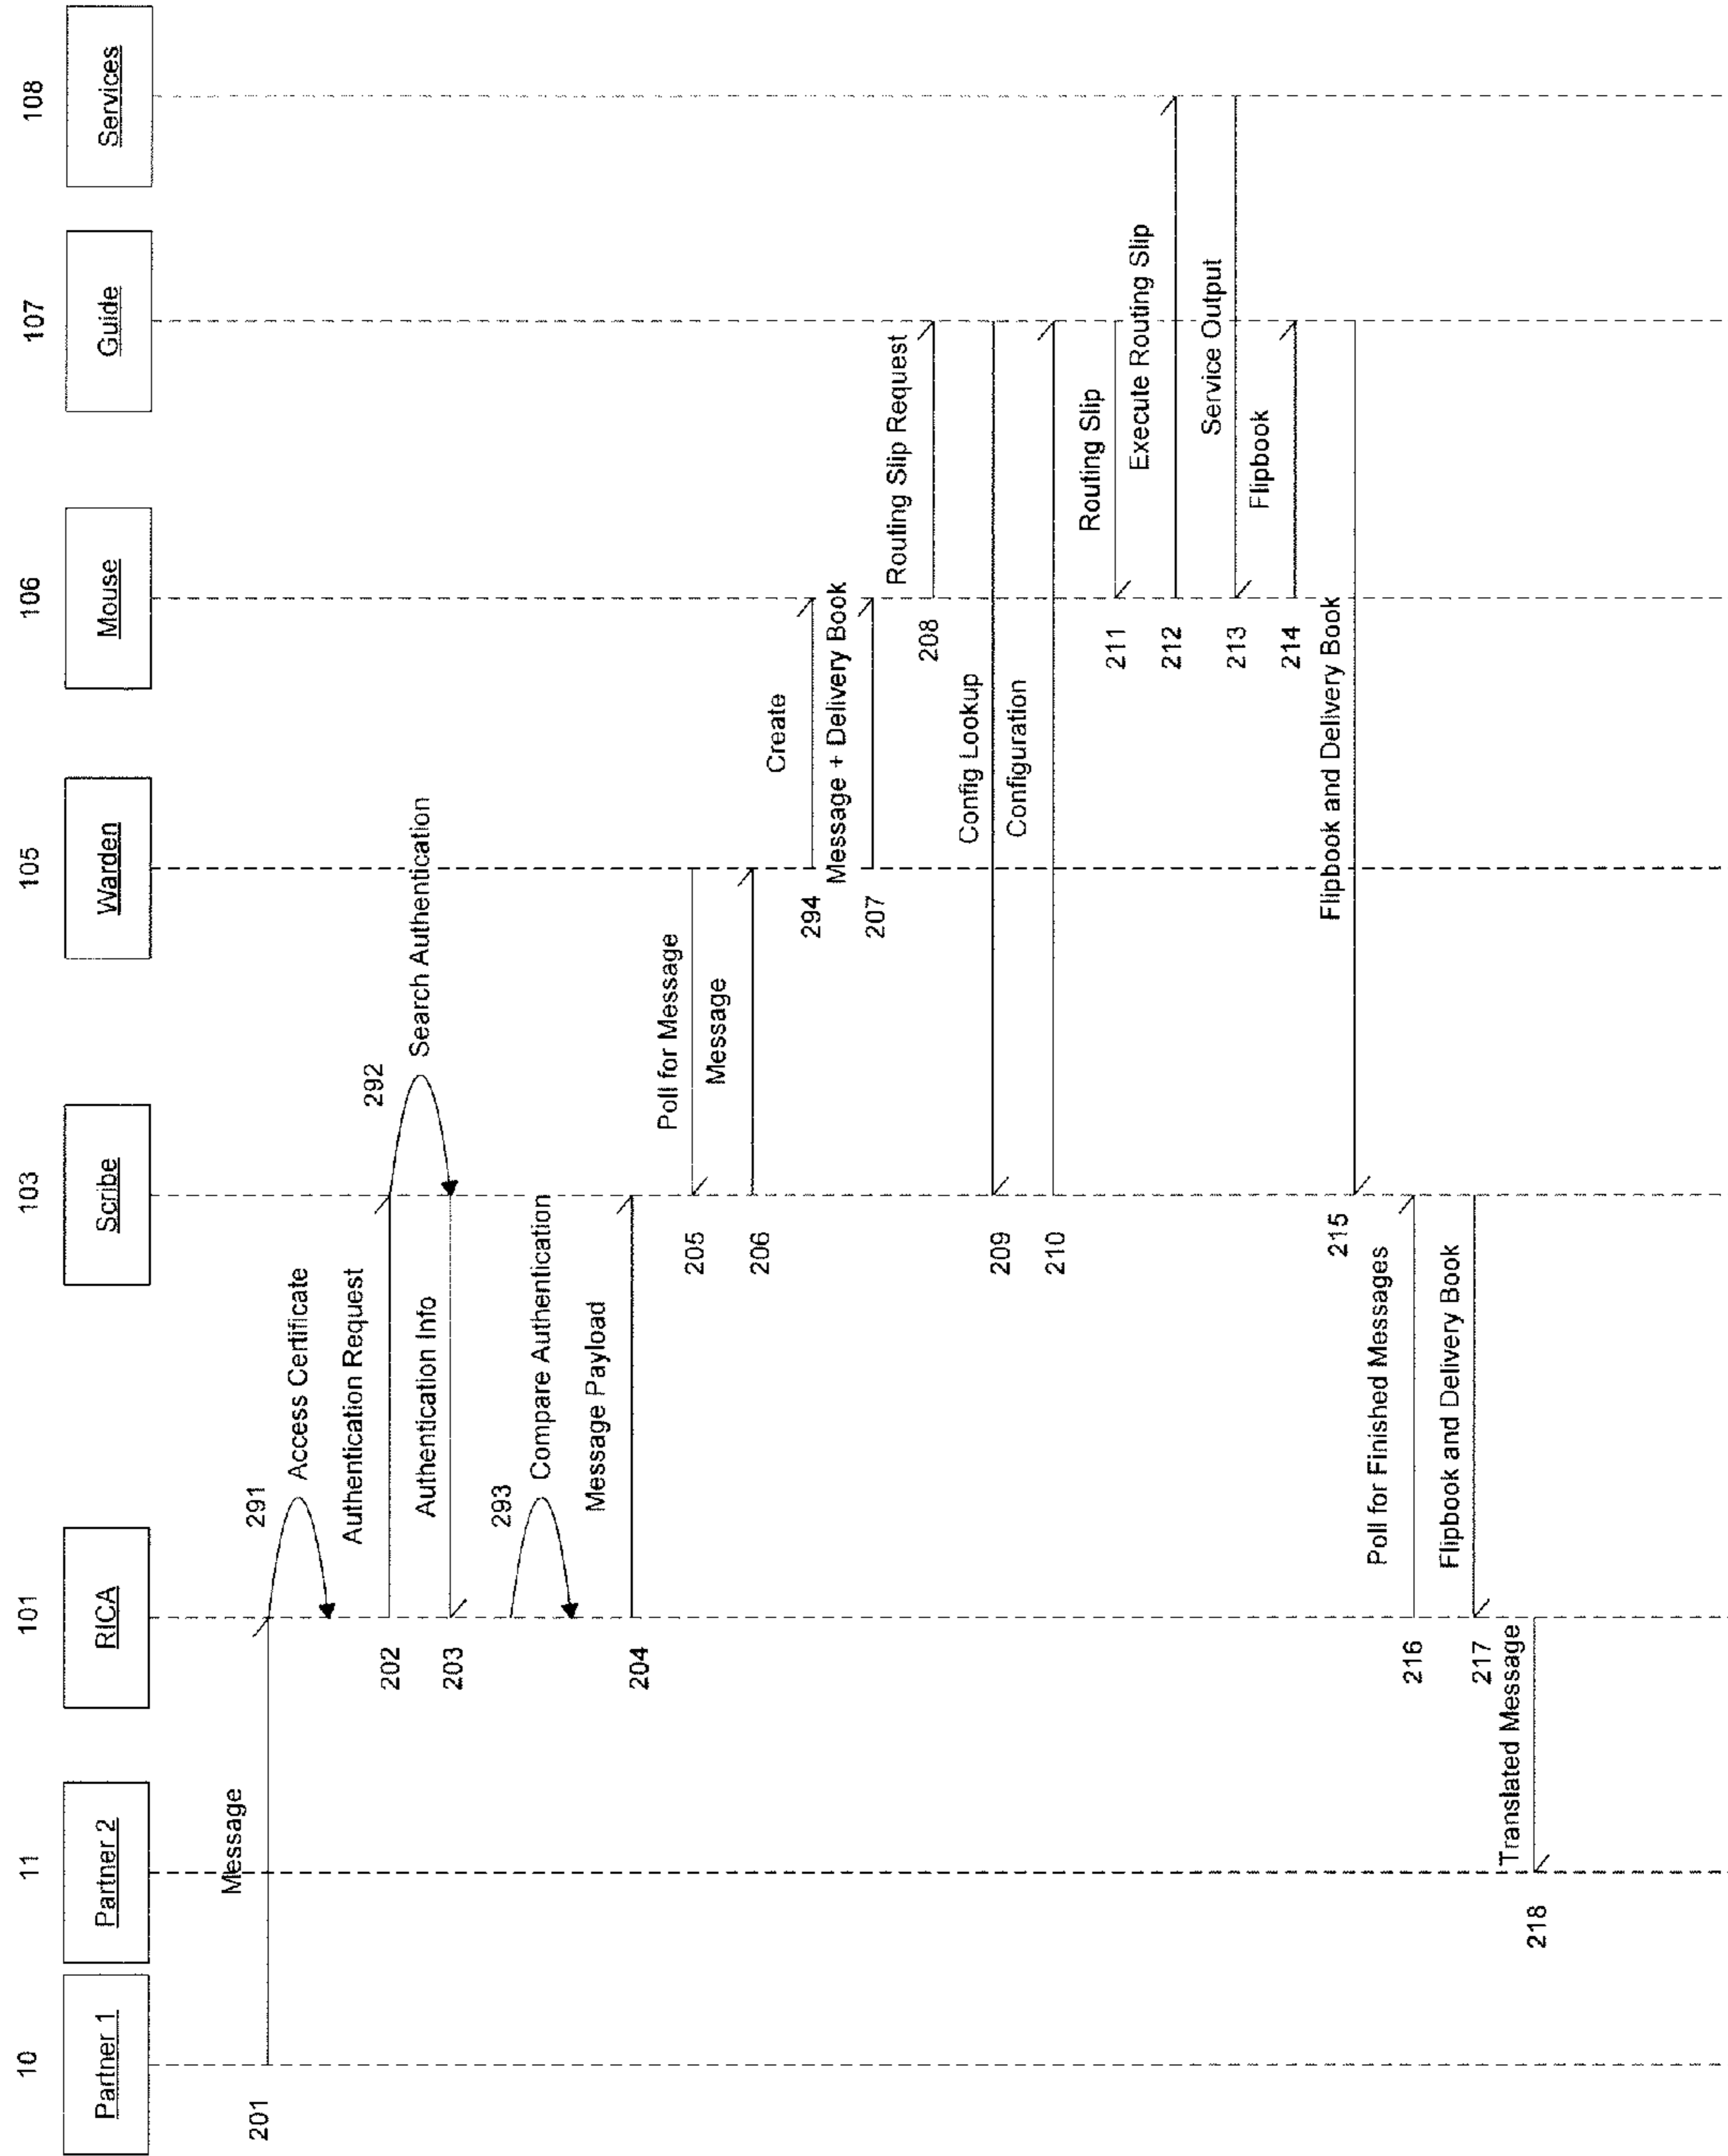 10
11
101
103
105
106
107
108
Partner 1
Partner 2
RICA
Scribe
Warden
Mouse
Guide
Services
Message
201
291
Access Certificate
Authentication Request
202
292
Search Authentication
Authentication Info
203
293
Compare Authentication
Message Payload
204
Poll for Message
205
Message
206
Create
294
Message + Delivery Book
207
Routing Slip Request
208
Config Lookup
209
Configuration
210
Routing Slip
211
Execute Routing Slip
212
Service Output
213
Flipbook
214
Flipbook and Delivery Book
215
Poll for Finished Messages
216
Flipbook and Delivery Book
217
Translated Message
218